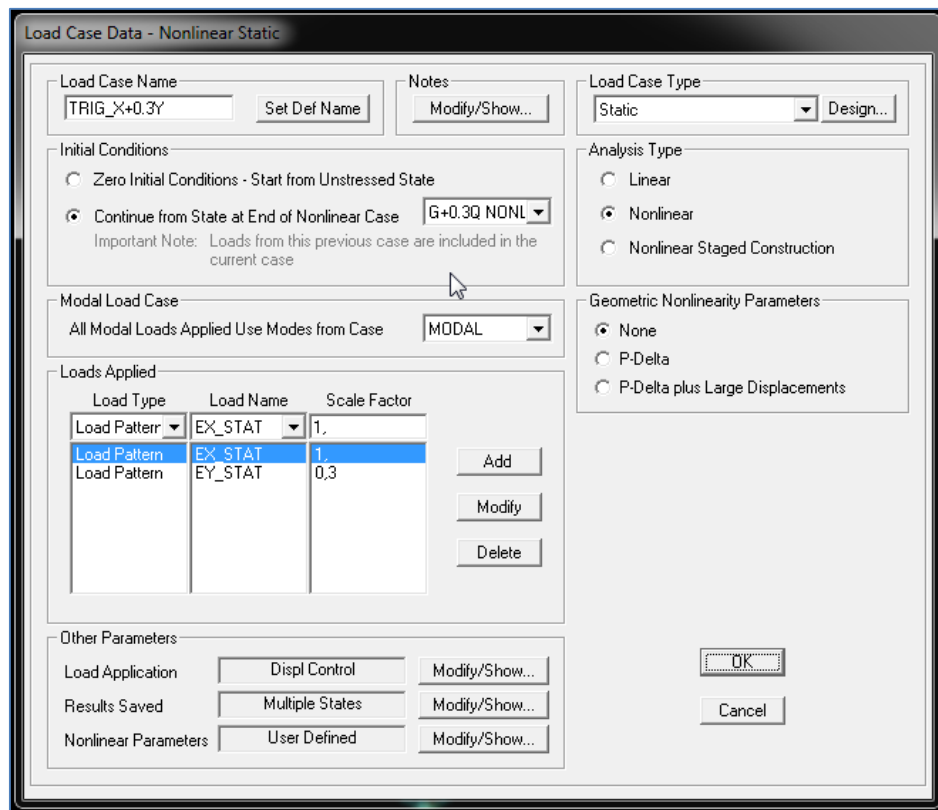 Load Case Data - Nonlinear Static
Load Case Name
TRIG_X+0.3Y
Set Def Name
Notes
Modify/Show...
Load Case Type
Static
Design...
Initial Conditions
Zero Initial Conditions - Start from Unstressed State
Continue from State at End of Nonlinear Case
G+0.3Q NONL
Important Note: Loads from this previous case are included in the
current case
Analysis Type
Linear
Nonlinear
Nonlinear Staged Construction
Modal Load Case
All Modal Loads Applied Use Modes from Case
MODAL
Geometric Nonlinearity Parameters
None
P-Delta
P-Delta plus Large Displacements
Loads Applied
Load Type Load Name Scale Factor
Load Pattern EX_STAT 1,
Load Pattern EX_STAT 1,
Load Pattern EY_STAT 0,3
Add
Modify
Delete
Other Parameters
Load Application Displ Control Modify/Show...
Results Saved Multiple States Modify/Show...
Nonlinear Parameters User Defined Modify/Show...
OK
Cancel